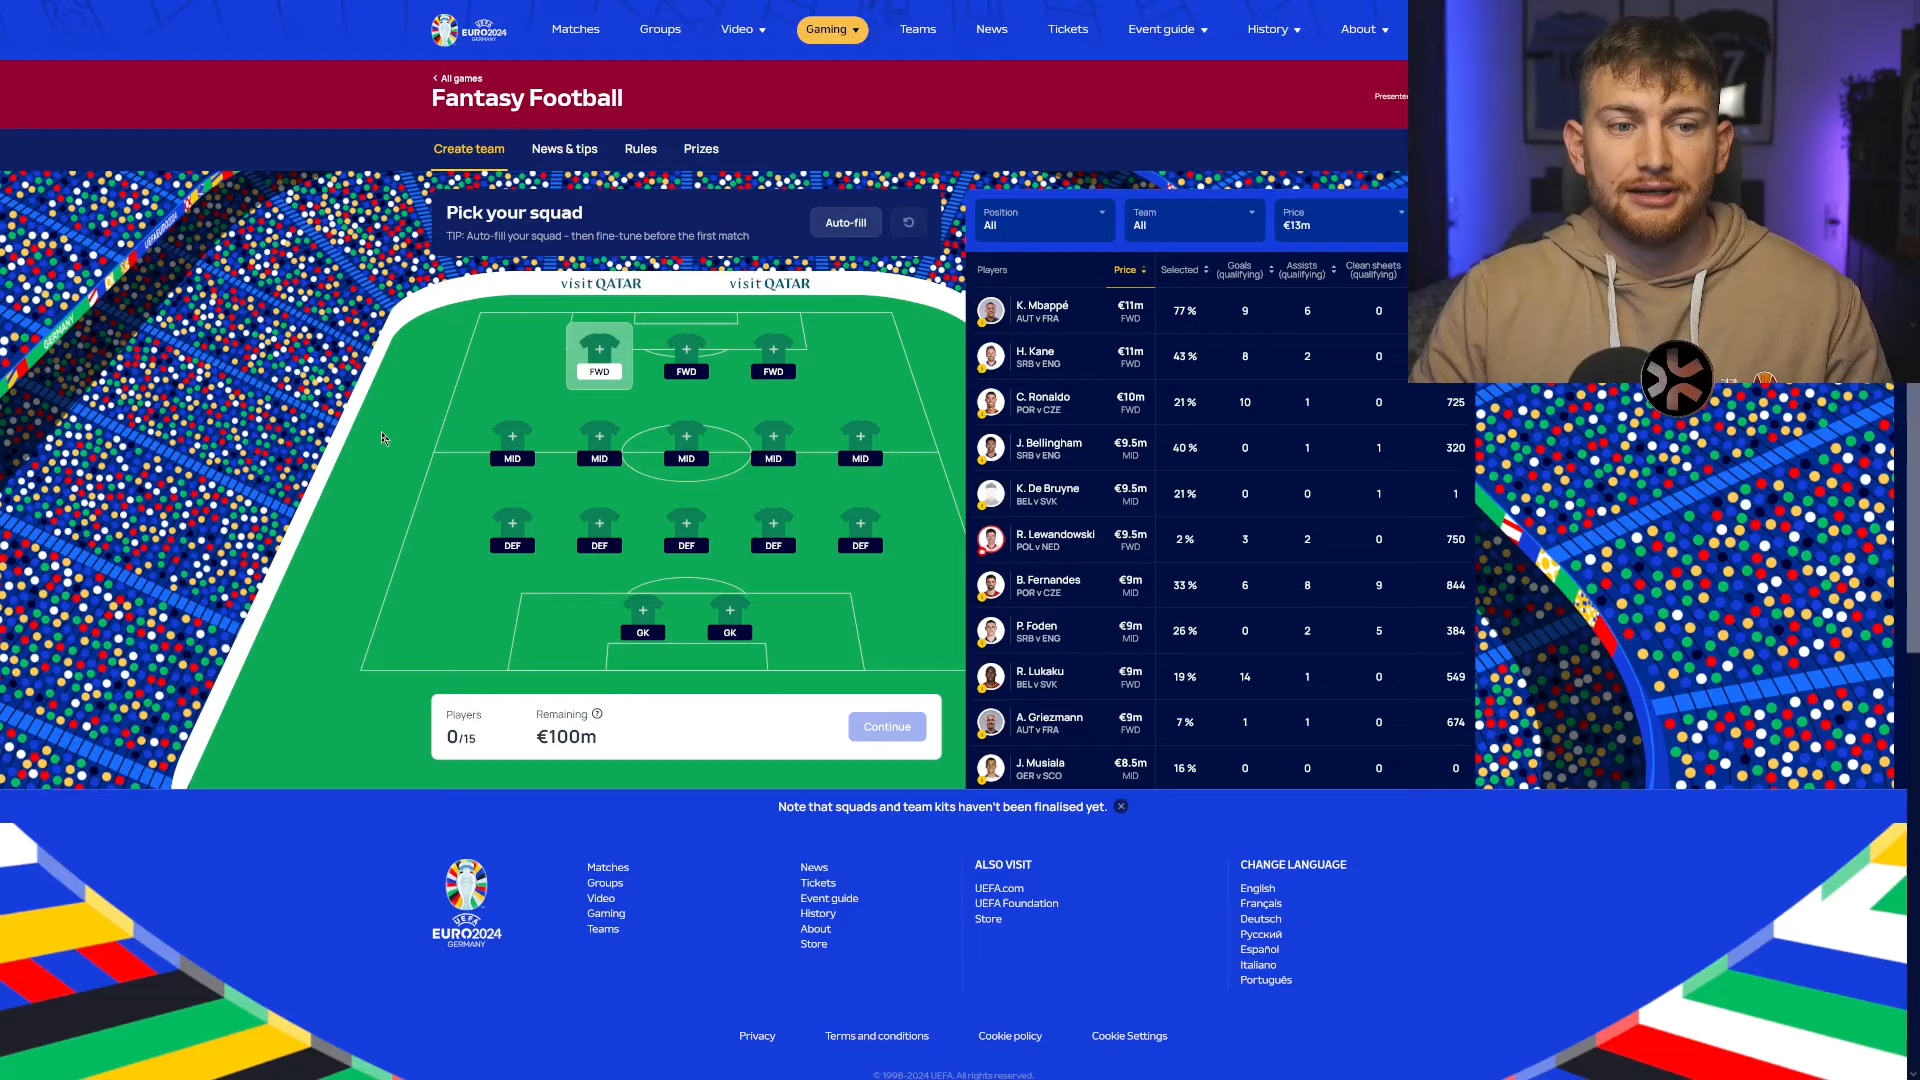 UEFA
EURO2024
GERMANY
Matches
Groups
Video
Gaming
Teams
News
Tickets
Event guide
History
About
All games
Fantasy Football
Presented
Create team
News & tips
Rules
Prizes
Pick your squad
TIP: Auto-fill your squad – then fine-tune before the first match
Auto-fill
visit QATAR
visit QATAR
GERMANY
UEFA EURO2024
FWD
FWD
FWD
MID
MID
MID
MID
MID
DEF
DEF
DEF
DEF
DEF
GK
GK
Players
0/15
Remaining
€100m
Continue
Position
All
Team
All
Price
€13m
Players
Price
Selected
Goals (qualifying)
Assists (qualifying)
Clean sheets (qualifying)
K. Mbappé €11m 77 % 9 6 0
AUT v FRA FWD
H. Kane €11m 43 % 8 2 0
SRB v ENG FWD
C. Ronaldo €10m 21 % 10 1 0 725
POR v CZE FWD
J. Bellingham €9.5m 40 % 0 1 1 320
SRB v ENG MID
K. De Bruyne €9.5m 21 % 0 0 1 1
BEL v SVK MID
R. Lewandowski €9.5m 2 % 3 2 0 750
POL v NED FWD
B. Fernandes €9m 33 % 6 8 9 844
POR v CZE MID
P. Foden €9m 26 % 0 2 5 384
SRB v ENG MID
R. Lukaku €9m 19 % 14 1 0 549
BEL v SVK FWD
A. Griezmann €9m 7 % 1 1 0 674
AUT v FRA FWD
J. Musiala €8.5m 16 % 0 0 0 0
GER v SCO MID
Note that squads and team kits haven't been finalised yet.
UEFA
EURO2024
GERMANY
Matches
Groups
Video
Gaming
Teams
News
Tickets
Event guide
History
About
Store
ALSO VISIT
UEFA.com
UEFA Foundation
Store
CHANGE LANGUAGE
English
Français
Deutsch
Русский
Español
Italiano
Português
Privacy
Terms and conditions
Cookie policy
Cookie Settings
© 1998-2024 UEFA. All rights reserved.